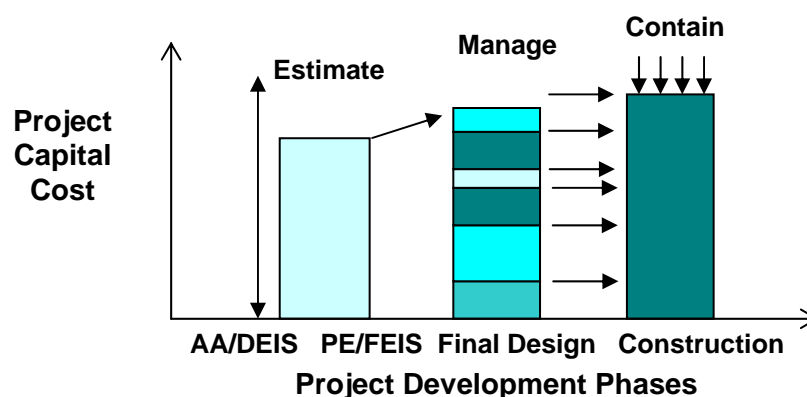 Contain
Manage
Estimate
Project
Capital
Cost
AA/DEIS PE/FEIS Final Design Construction
Project Development Phases